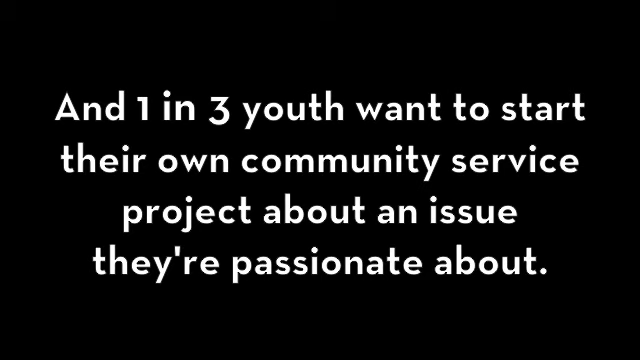 And 1 in 3 youth want to start
their own community service
project about an issue
they're passionate about.